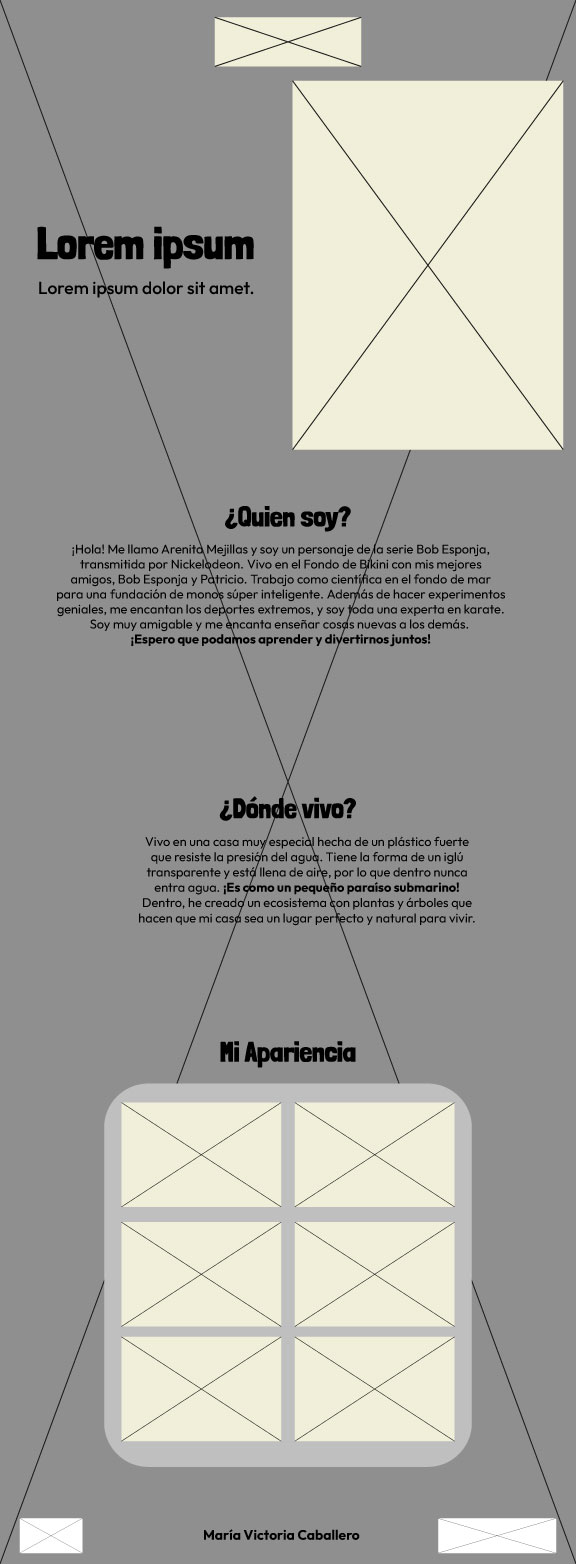 Lorem ipsum
Lorem ipsum dolor sit amet.
¿Quien soy?
¡Hola! Me llamo Arenita Mejillas y soy un personaje de la serie Bob Esponja,
transmitida por Nickelodeon. Vivo en el Fondo de Bikini con mis mejores
amigos, Bob Esponja y Patricio. Trabajo como científica en el fondo de mar
para una fundación de monos súper inteligente. Además de hacer experimentos
geniales, me encantan los deportes extremos, y soy toda una experta en karate.
Soy muy amigable y me encanta enseñar cosas nuevas a los demás.
¡Espero que podamos aprender y divertirnos juntos!
¿Dónde vivo?
Vivo en una casa muy especial hecha de un plástico fuerte
que resiste la presión del agua. Tiene la forma de un iglú
transparente y está llena de aire, por lo que dentro nunca
entra agua. ¡Es como un pequeño paraíso submarino!
Dentro, he creado un ecosistema con plantas y árboles que
hacen que mi casa sea un lugar perfecto y natural para vivir.
Mi Apariencia
María Victoria Caballero